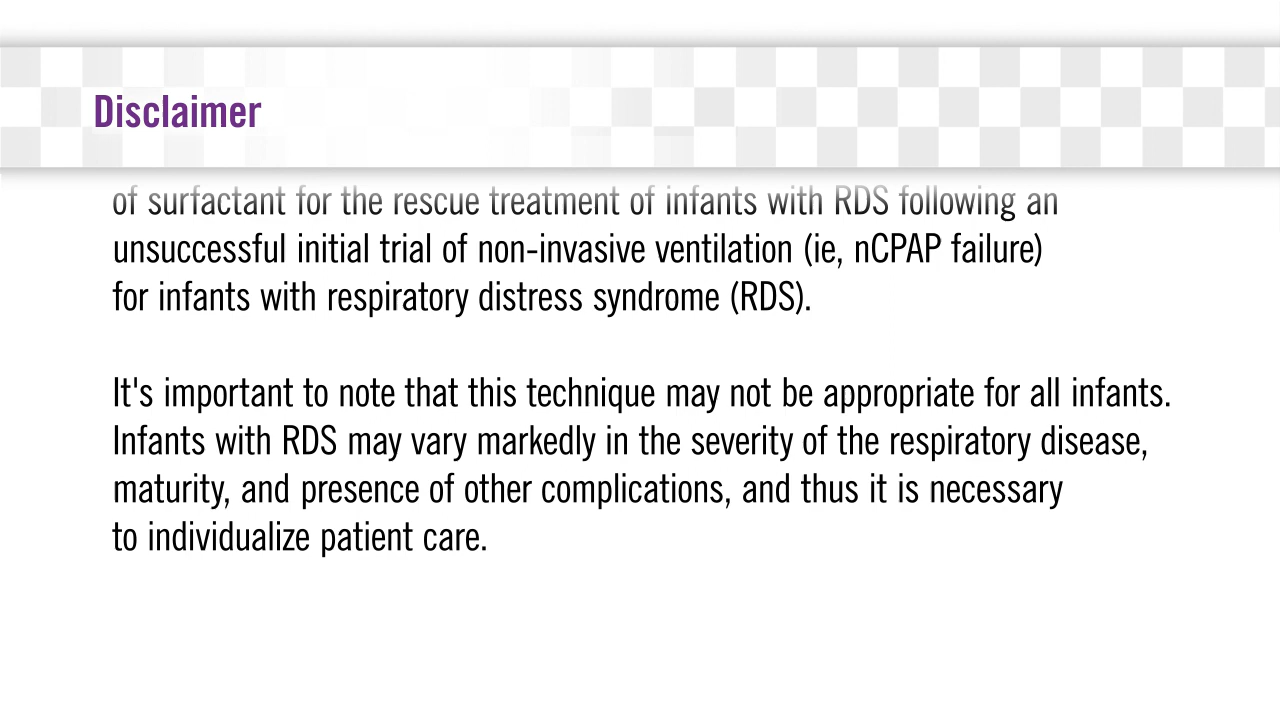 Disclaimer
of surfactant for the rescue treatment of infants with RDS following an
unsuccessful initial trial of non-invasive ventilation (ie, nCPAP failure)
for infants with respiratory distress syndrome (RDS).
It's important to note that this technique may not be appropriate for all infants.
Infants with RDS may vary markedly in the severity of the respiratory disease,
maturity, and presence of other complications, and thus it is necessary
to individualize patient care.